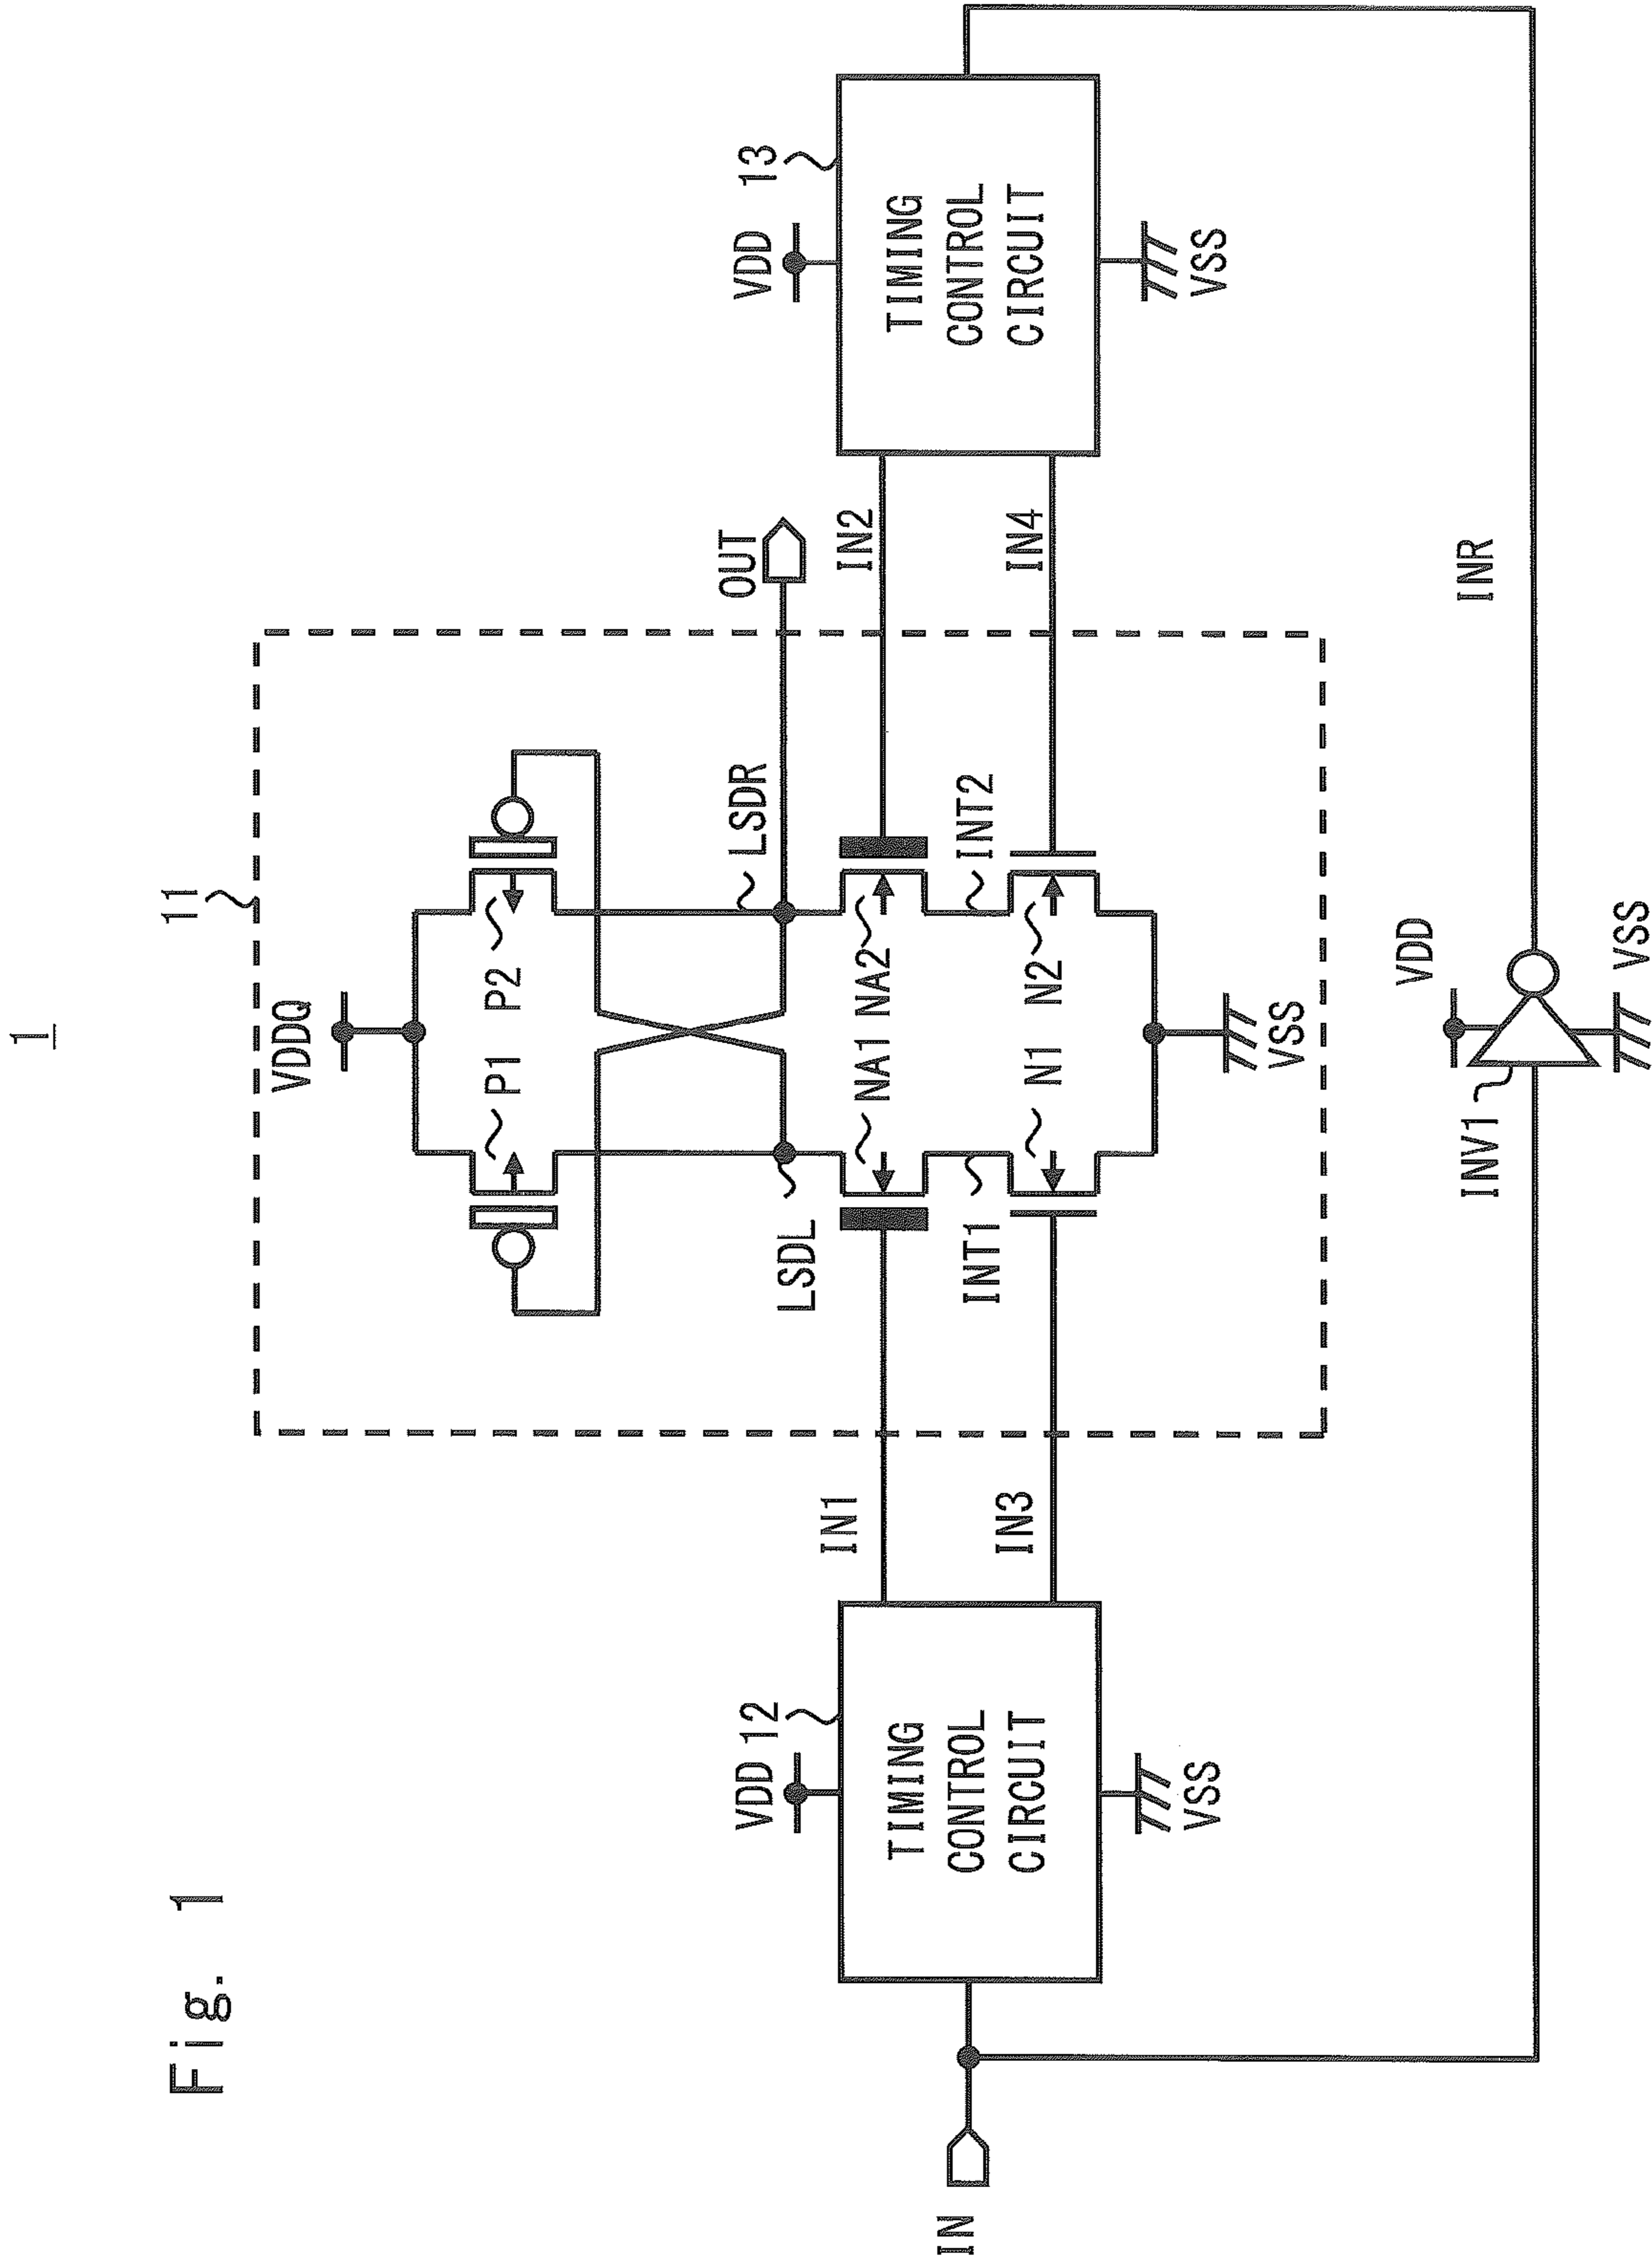 Fig. 1
1
11
VDDQ
P1
P2
LSDL
LSDR
OUT
NA1
NA2
IN1
IN2
INT1
INT2
N1
N2
IN3
IN4
VSS
VDD
12
TIMING
CONTROL
CIRCUIT
VSS
VDD
13
TIMING
CONTROL
CIRCUIT
VSS
IN
INV1
VDD
VSS
INR